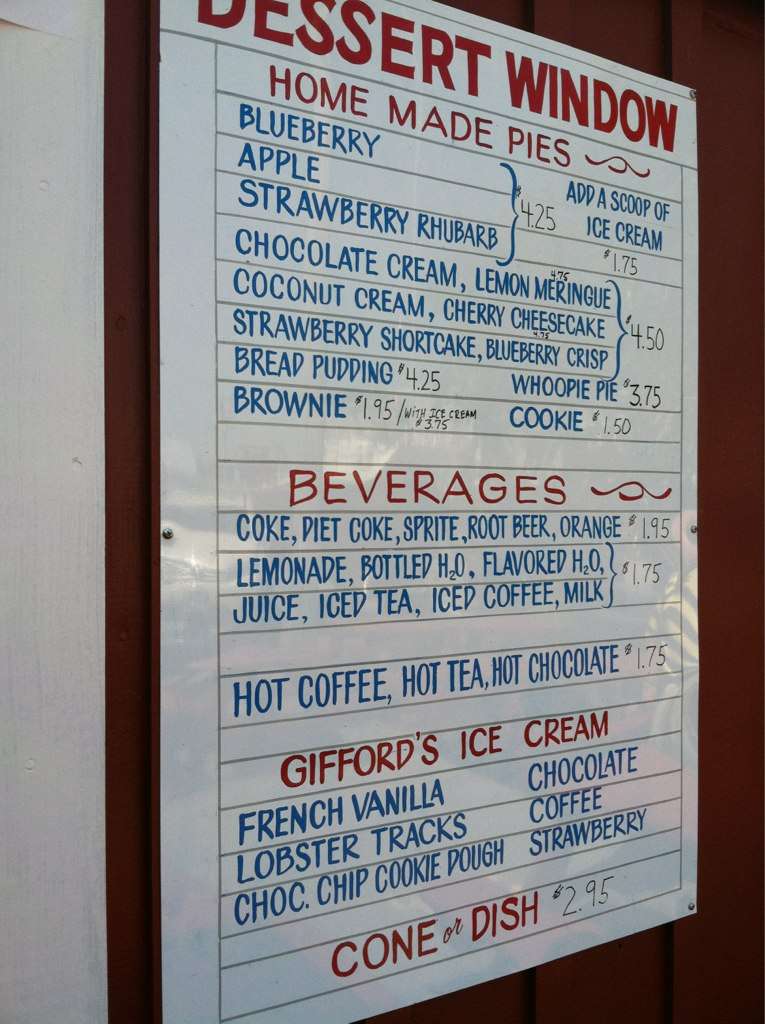 DESSERT WINDOW
HOME MADE PIES
BLUEBERRY
APPLE
STRAWBERRY RHUBARB
$4.25
ADD A SCOOP OF
ICE CREAM
$1.75
CHOCOLATE CREAM, LEMON MERINGUE
4.75
COCONUT CREAM, CHERRY CHEESECAKE
4.75
STRAWBERRY SHORTCAKE, BLUEBERRY CRISP
$4.50
BREAD PUDDING $4.25 WHOOPIE PIE $3.75
BROWNIE $1.95/WITH ICE CREAM $3.75 COOKIE $1.50
BEVERAGES
COKE, DIET COKE, SPRITE, ROOT BEER, ORANGE $1.95
LEMONADE, BOTTLED H2O, FLAVORED H2O,
JUICE, ICED TEA, ICED COFFEE, MILK
$1.75
HOT COFFEE, HOT TEA, HOT CHOCOLATE $1.75
GIFFORD'S ICE CREAM
FRENCH VANILLA CHOCOLATE
LOBSTER TRACKS COFFEE
CHOC. CHIP COOKIE DOUGH STRAWBERRY
CONE or DISH $2.95